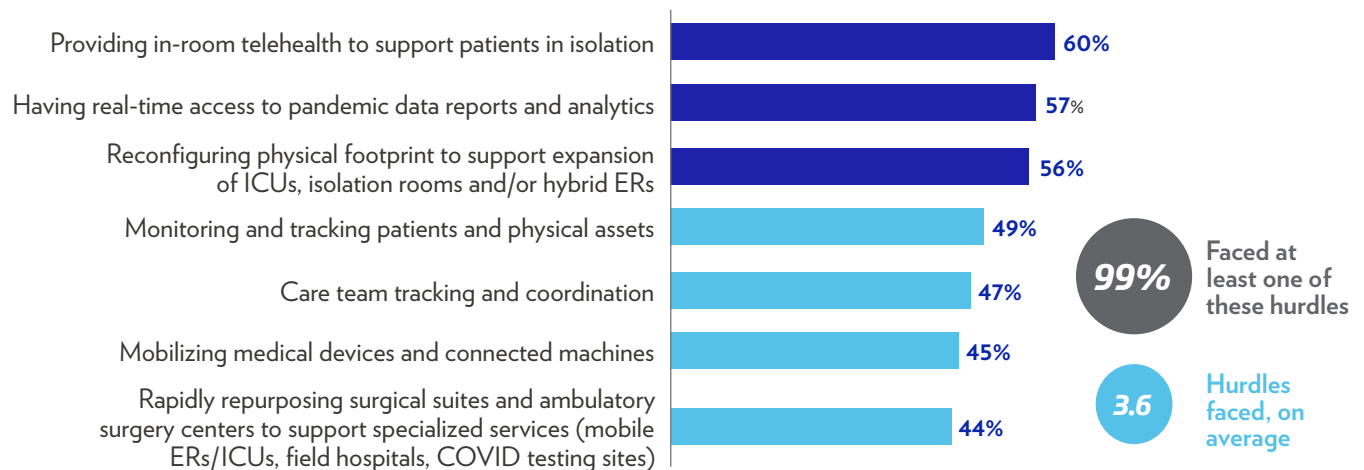 Providing in-room telehealth to support patients in isolation
60%
Having real-time access to pandemic data reports and analytics
57%
Reconfiguring physical footprint to support expansion
of ICUs, isolation rooms and/or hybrid ERs
56%
Monitoring and tracking patients and physical assets
49%
Care team tracking and coordination
47%
Mobilizing medical devices and connected machines
45%
Rapidly repurposing surgical suites and ambulatory
surgery centers to support specialized services (mobile
ERs/ICUs, field hospitals, COVID testing sites)
44%
99%
Faced at
least one of
these hurdles
3.6
Hurdles
faced, on
average